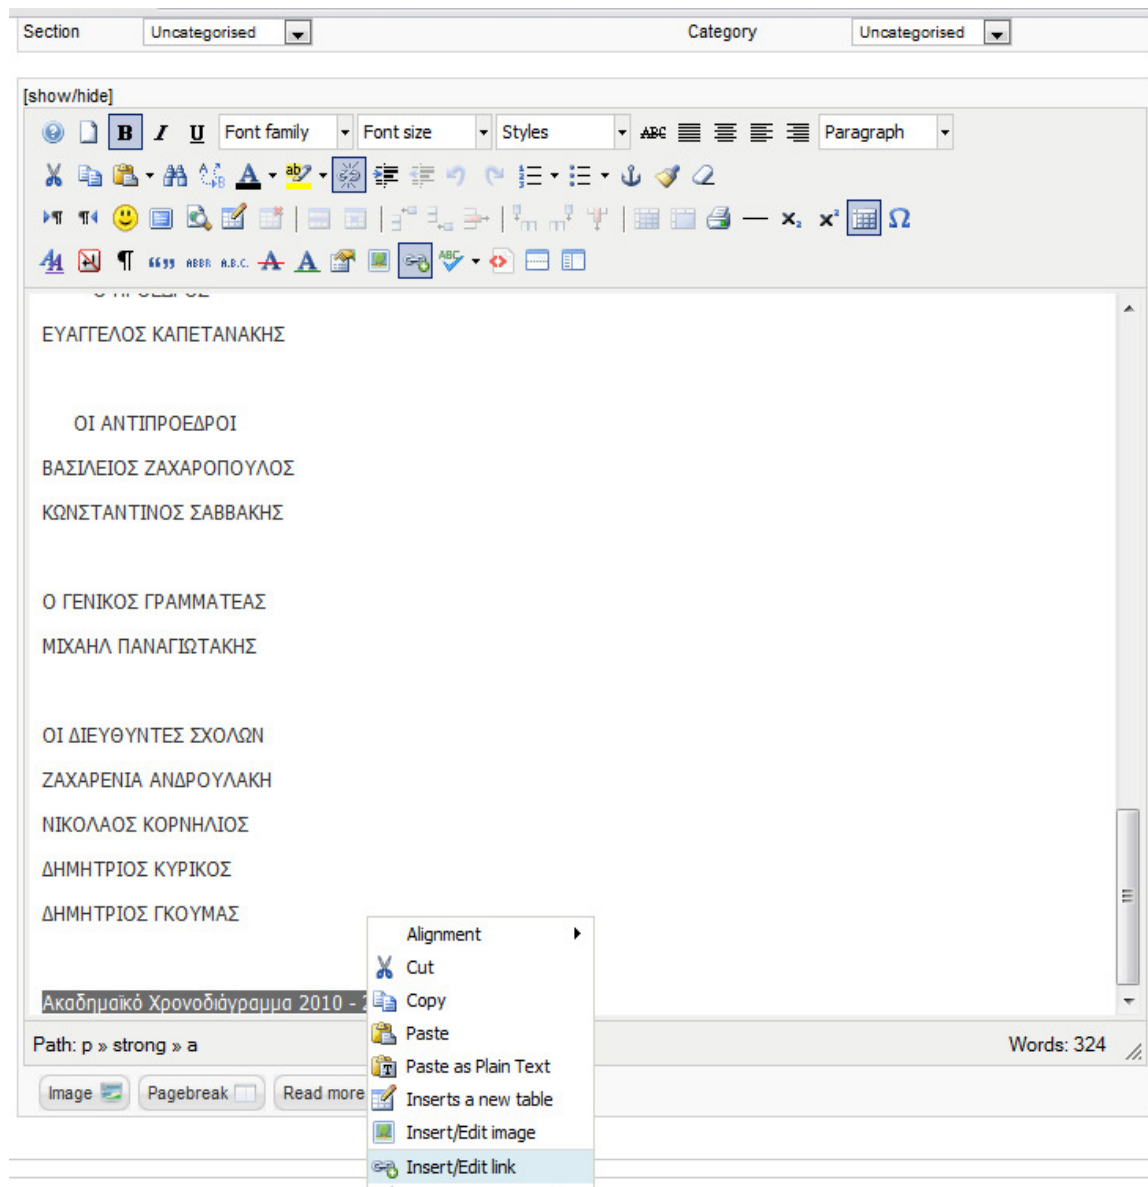 Section Uncategorised Category Uncategorised
[show/hide]
B I U Font family Font size Styles ABC Paragraph
ΕΥΑΓΓΕΛΟΣ ΚΑΠΕΤΑΝΑΚΗΣ
ΟΙ ΑΝΤΙΠΡΟΕΔΡΟΙ
ΒΑΣΙΛΕΙΟΣ ΖΑΧΑΡΟΠΟΥΛΟΣ
ΚΩΝΣΤΑΝΤΙΝΟΣ ΣΑΒΒΑΚΗΣ
Ο ΓΕΝΙΚΟΣ ΓΡΑΜΜΑΤΕΑΣ
ΜΙΧΑΗΛ ΠΑΝΑΓΙΩΤΑΚΗΣ
ΟΙ ΔΙΕΥΘΥΝΤΕΣ ΣΧΟΛΩΝ
ΖΑΧΑΡΕΝΙΑ ΑΝΔΡΟΥΛΑΚΗ
ΝΙΚΟΛΑΟΣ ΚΟΡΝΗΛΙΟΣ
ΔΗΜΗΤΡΙΟΣ ΚΥΡΙΚΟΣ
ΔΗΜΗΤΡΙΟΣ ΓΚΟΥΜΑΣ
Ακαδημαϊκό Χρονοδιάγραμμα 2010 -
Path: p » strong » a Words: 324
Image Pagebreak Read more
Alignment
Cut
Copy
Paste
Paste as Plain Text
Inserts a new table
Insert/Edit image
Insert/Edit link